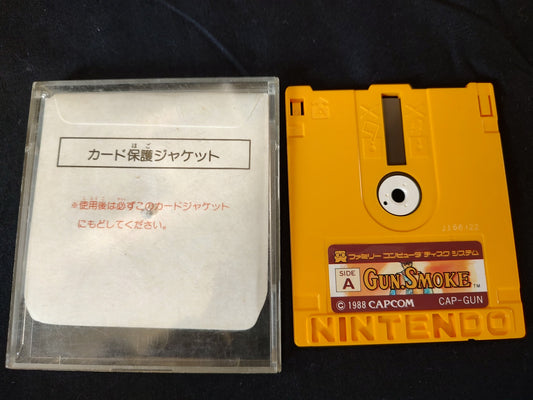 カード保護ジャケット
※使用後は必ずこのカードジャケット
にもどしてください。
J166122
ファミリー コンピュータ ディスク システム
SIDE
A
GUN.SMOKE™
© 1988 CAPCOM CAP-GUN
NINTENDO